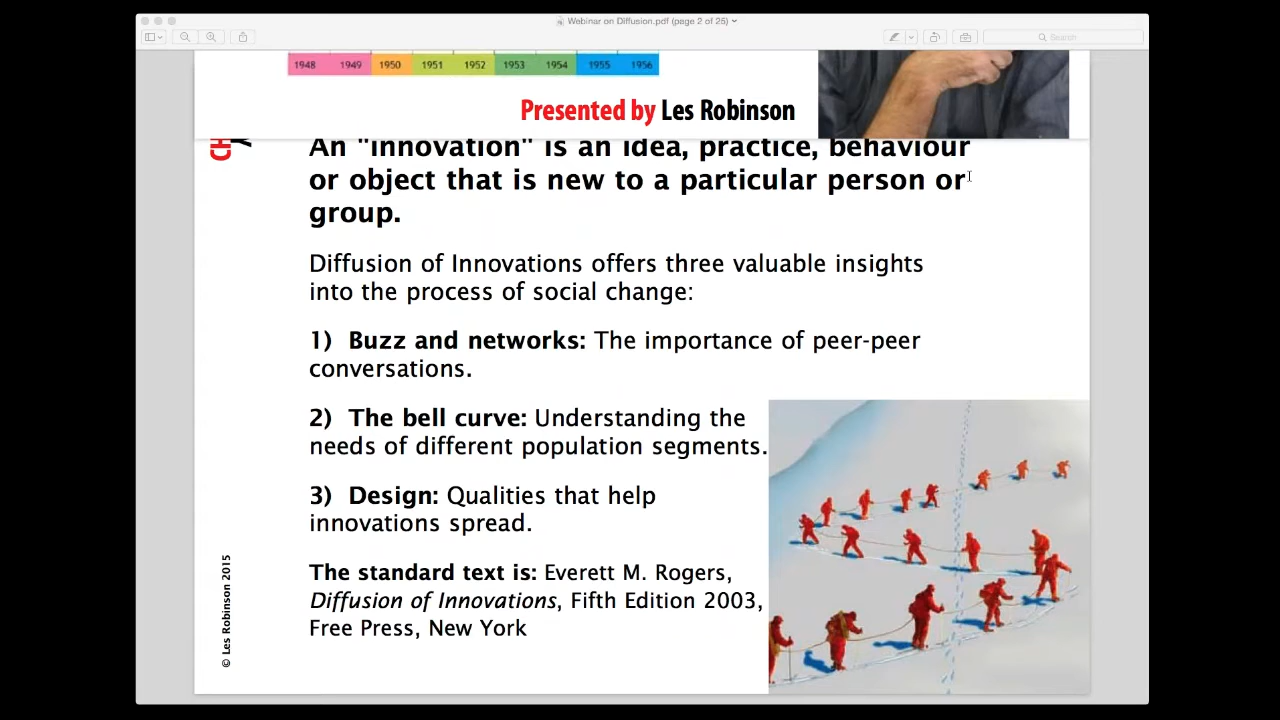 Webinar on Diffusion.pdf (page 2 of 25)
Search
1948 1949 1950 1951 1952 1953 1954 1955 1956
Presented by Les Robinson
An "innovation" is an idea, practice, behaviour
or object that is new to a particular person or
group.
Diffusion of Innovations offers three valuable insights
into the process of social change:
1) Buzz and networks: The importance of peer-peer
conversations.
2) The bell curve: Understanding the
needs of different population segments.
3) Design: Qualities that help
innovations spread.
The standard text is: Everett M. Rogers,
Diffusion of Innovations, Fifth Edition 2003,
Free Press, New York
© Les Robinson 2015